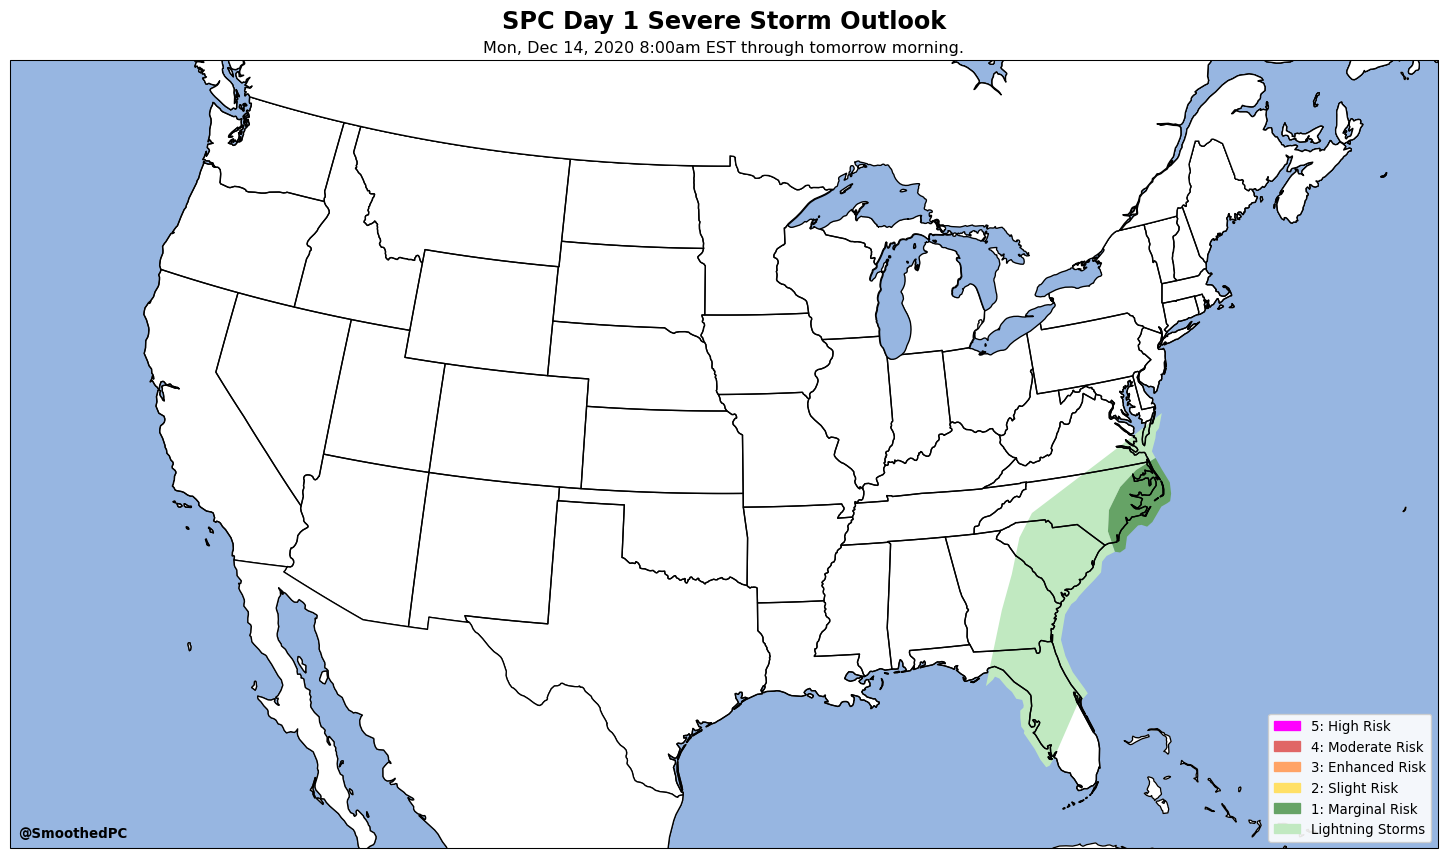 SPC Day 1 Severe Storm Outlook
Mon, Dec 14, 2020 8:00am EST through tomorrow morning.
5: High Risk
4: Moderate Risk
3: Enhanced Risk
2: Slight Risk
1: Marginal Risk
Lightning Storms
@SmoothedPC